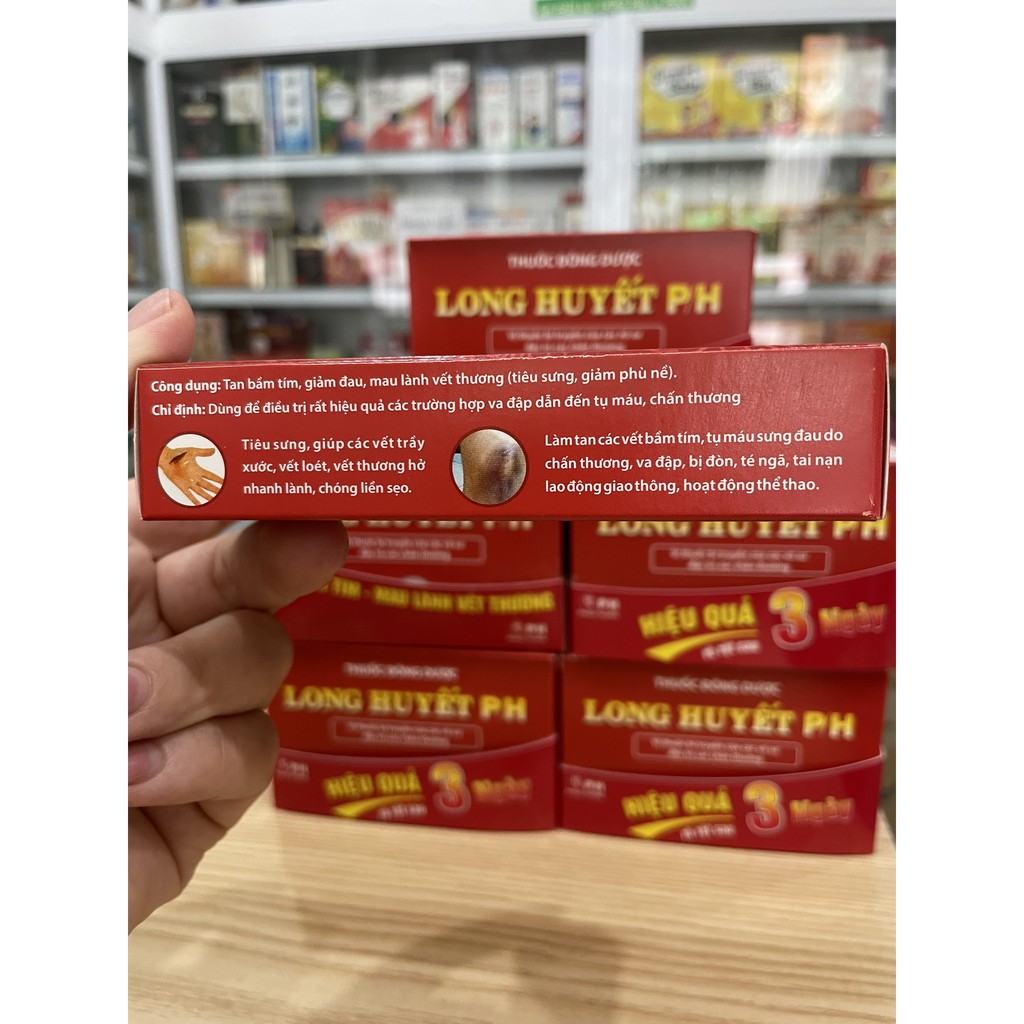 THUỐC ĐÔNG DƯỢC
LONG HUYẾT P/H
Công dụng: Tan bầm tím, giảm đau, mau lành vết thương (tiêu sưng, giảm phù nề).
Chỉ định: Dùng để điều trị rất hiệu quả các trường hợp va đập dẫn đến tụ máu, chấn thương
Tiêu sưng, giúp các vết trầy
xước, vết loét, vết thương hở
nhanh lành, chóng liền sẹo.
Làm tan các vết bầm tím, tụ máu sưng đau do
chấn thương, va đập, bị đòn, té ngã, tai nạn
lao động giao thông, hoạt động thể thao.
LONG HUYẾT P/H
TÍM - MAU LÀNH VẾT THƯƠNG
LONG HUYẾT P/H
HIỆU QUẢ 3 Ngày
THUỐC ĐÔNG DƯỢC
LONG HUYẾT P/H
HIỆU QUẢ 3 Ngày
THUỐC ĐÔNG DƯỢC
LONG HUYẾT P/H
HIỆU QUẢ 3 Ngày